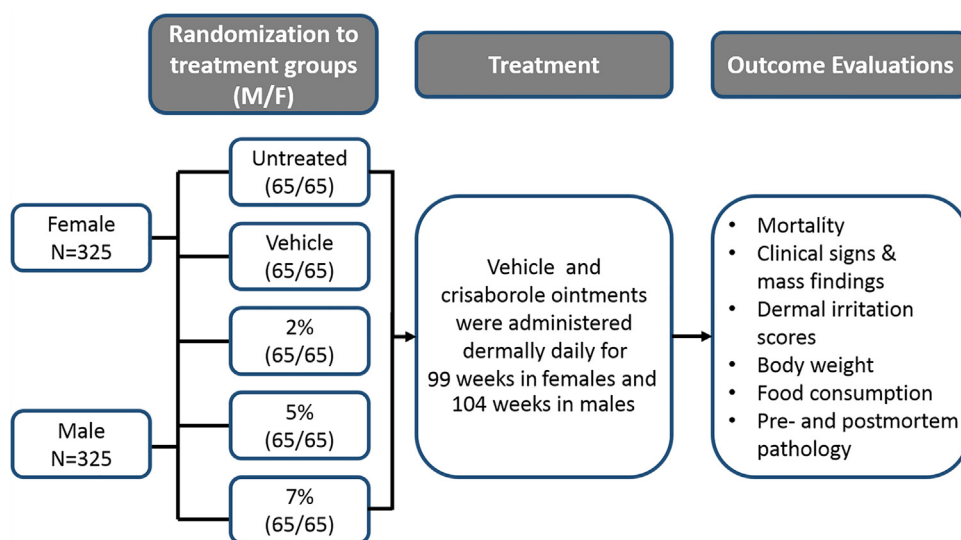 Randomization to
treatment groups
(M/F)
Treatment
Outcome Evaluations
Female
N=325
Male
N=325
Untreated
(65/65)
Vehicle
(65/65)
2%
(65/65)
5%
(65/65)
7%
(65/65)
Vehicle and
crisaborole ointments
were administered
dermally daily for
99 weeks in females and
104 weeks in males
• Mortality
• Clinical signs &
mass findings
• Dermal irritation
scores
• Body weight
• Food consumption
• Pre- and postmortem
pathology